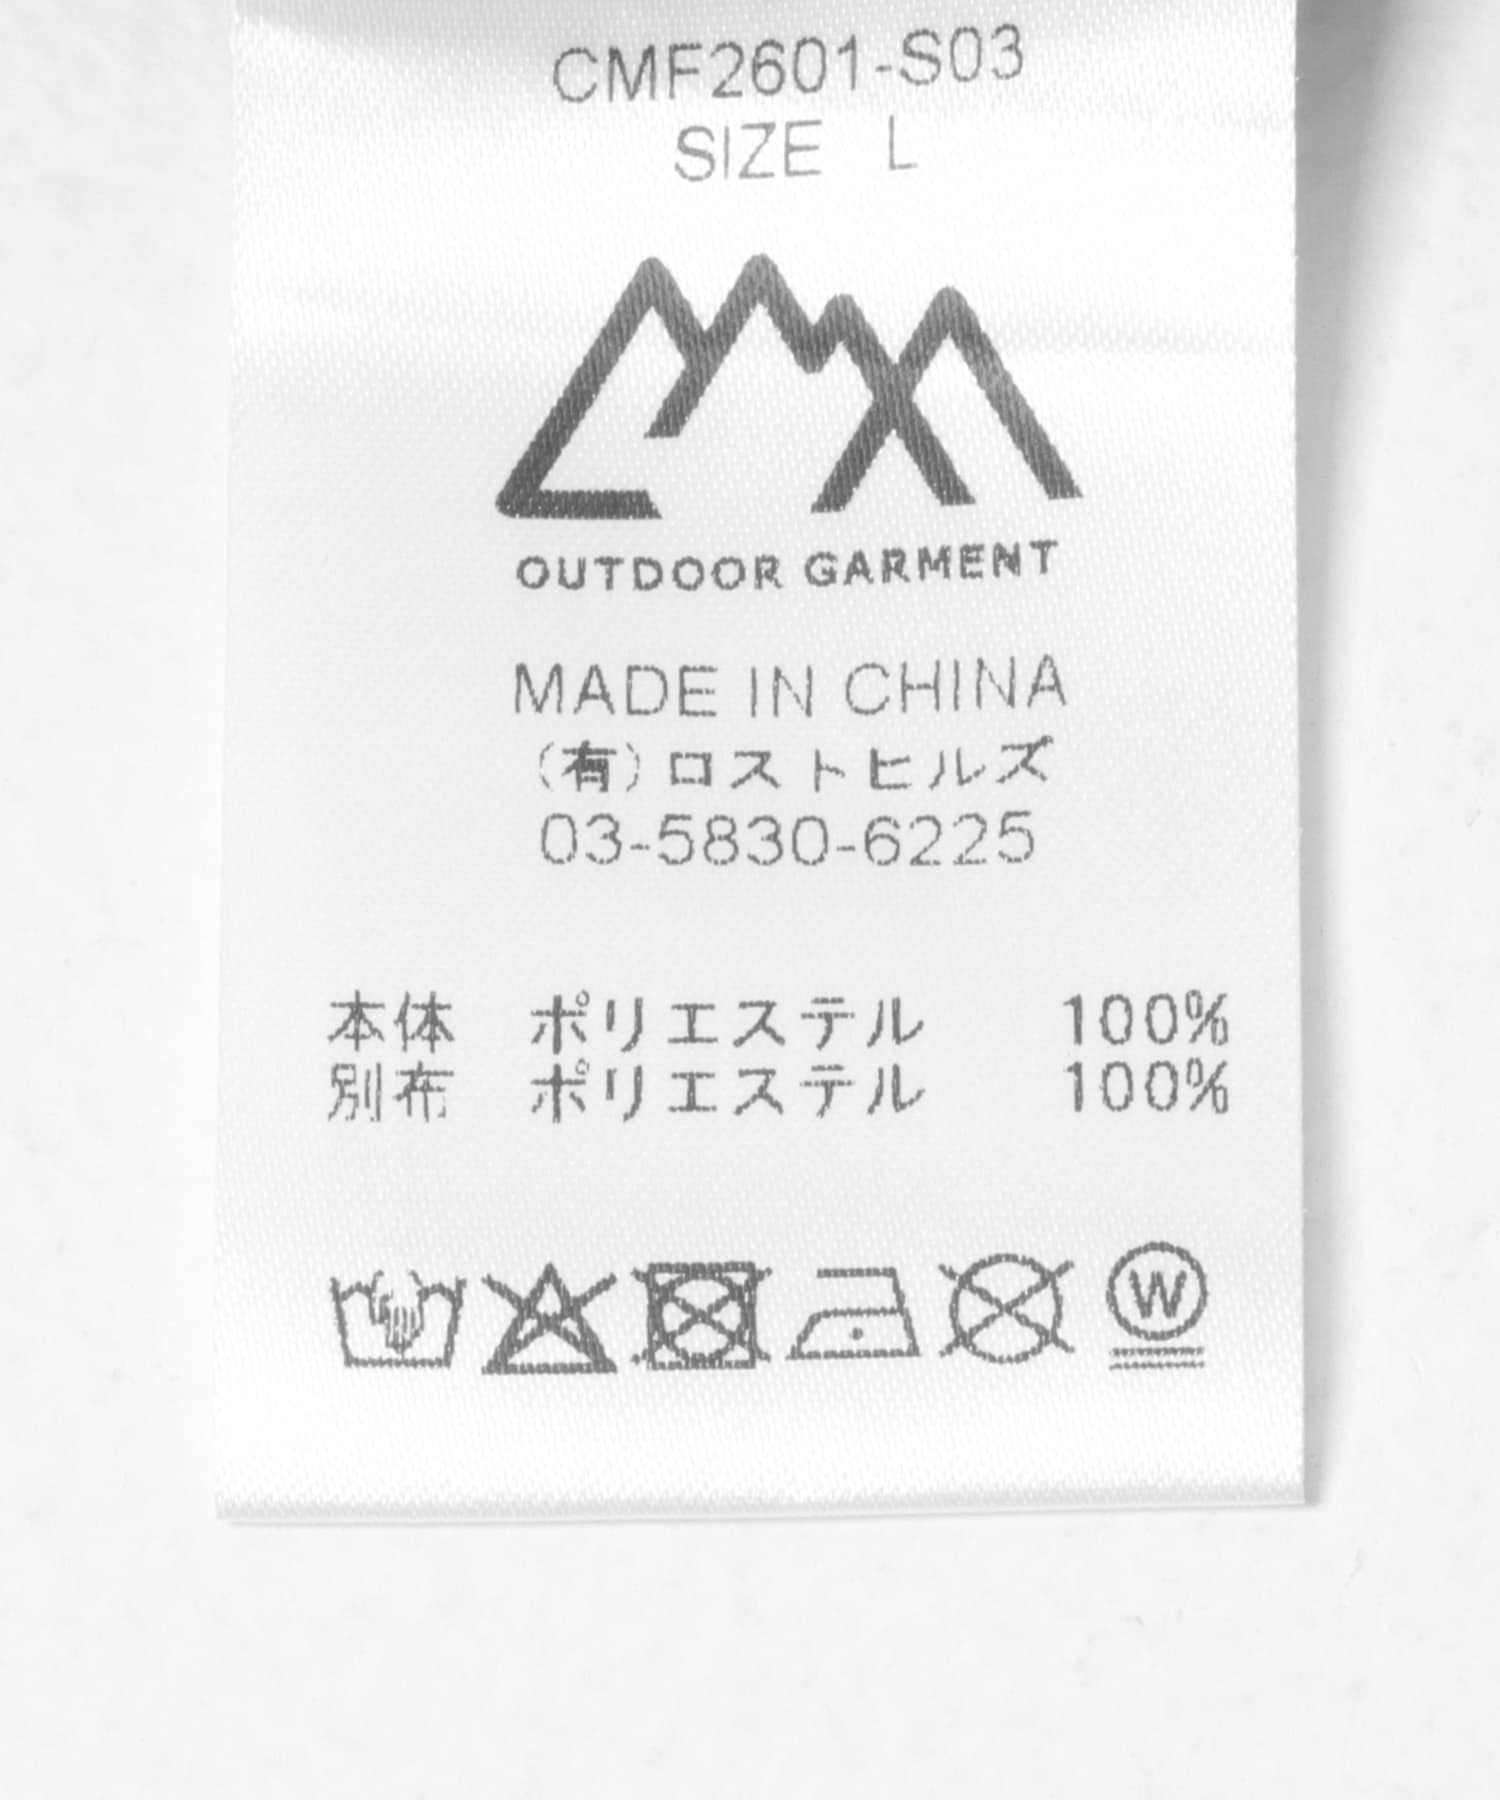 CMF2601-S03
SIZE L
OUTDOOR GARMENT
MADE IN CHINA
(有)ロストヒルズ
03-5830-6225
本体 ポリエステル 100%
別布 ポリエステル 100%
W